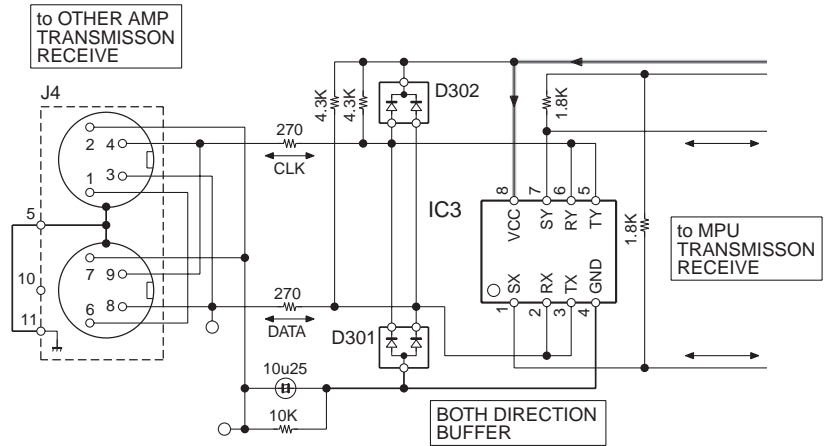 to OTHER AMP
TRANSMISSON
RECEIVE
J4
2
4
3
1
5
7
9
10
8
6
11
270
CLK
270
DATA
4.3K
4.3K
D302
D301
10u25
10K
1.8K
IC3
8
7
6
5
VCC
SY
RY
TY
SX
RX
TX
GND
1
2
3
4
1.8K
to MPU
TRANSMISSON
RECEIVE
BOTH DIRECTION
BUFFER